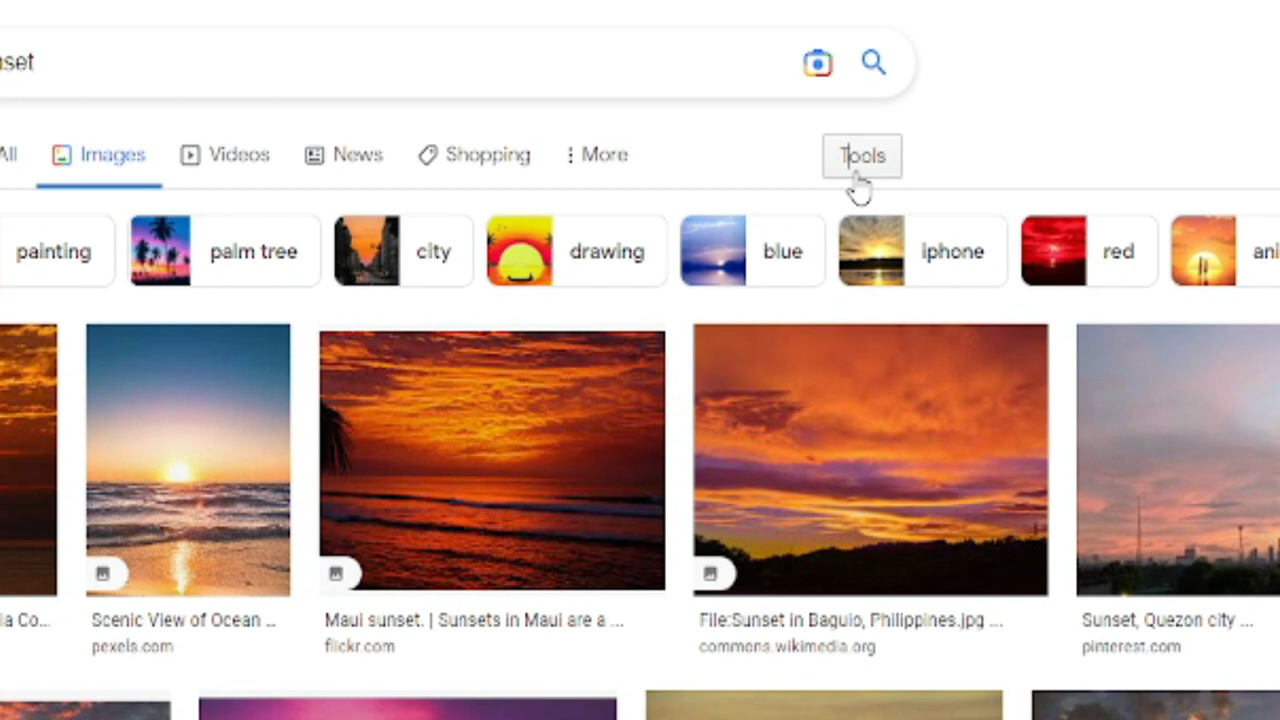 nset
All Images Videos News Shopping More Tools
painting palm tree city drawing blue iphone red ani
ia Co... Scenic View of Ocean ... Maui sunset. | Sunsets in Maui are a ... File:Sunset in Baguio, Philippines.jpg ... Sunset, Quezon city ...
pexels.com flickr.com commons.wikimedia.org pinterest.com